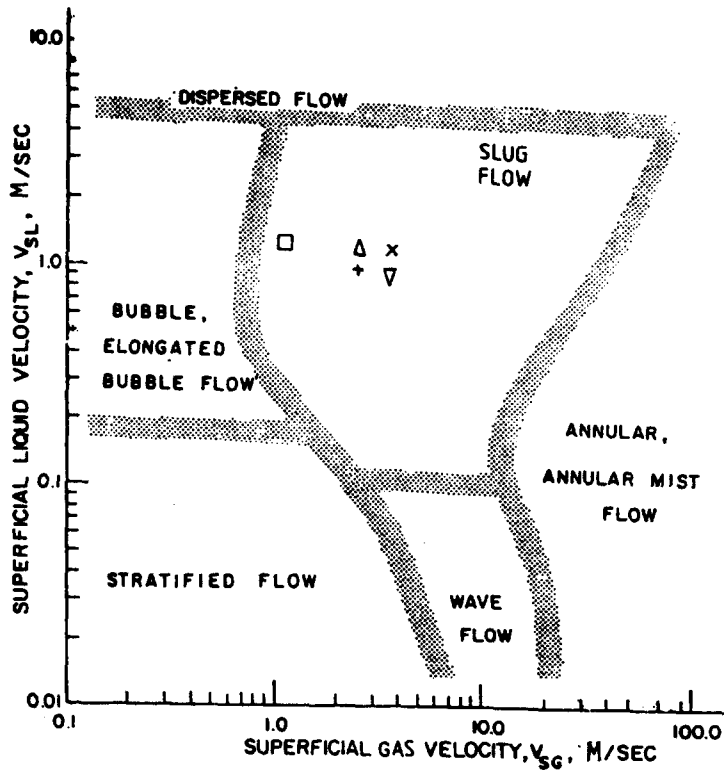 10.0
DISPERSED FLOW
SLUG
FLOW
1.0
BUBBLE,
ELONGATED
BUBBLE FLOW
ANNULAR,
ANNULAR MIST
FLOW
0.1
STRATIFIED FLOW
WAVE
FLOW
0.01
0.1
1.0
10.0
100.0
SUPERFICIAL LIQUID VELOCITY, VSL, M/SEC
SUPERFICIAL GAS VELOCITY, VSG, M/SEC